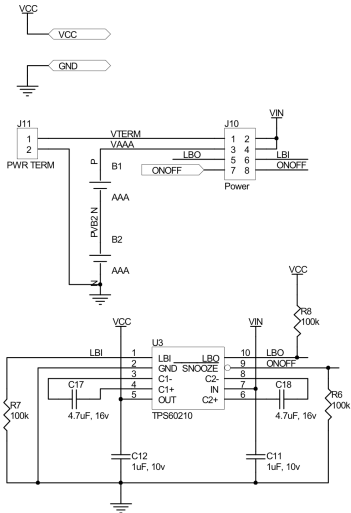 VCC
VCC
GND
J11
1
2
PWR TERM
VTERM
VAAA
J10
VIN
1 2
3 4
5 6
7 8
LBO
LBI
ONOFF
ONOFF
Power
P
B1
AAA
PVB2 N
B2
AAA
N
VCC
R8
100k
VCC
U3
VIN
LBI 1 LBI LBO 10 LBO
2 GND SNOOZE 9 ONOFF
3 C1- C2- 8
4 C1+ IN 7
5 OUT C2+ 6
TPS60210
C17
4.7uF, 16v
C18
4.7uF, 16v
R7
100k
R6
100k
C12
1uF, 10v
C11
1uF, 10v